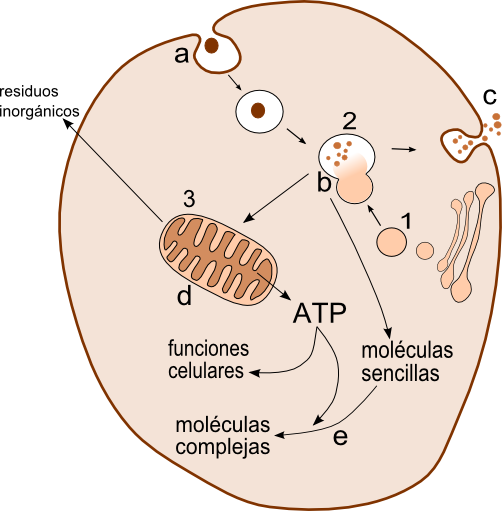 a
residuos
inorgánicos
c
2
b
3
1
d
ATP
funciones
celulares
moléculas
sencillas
moléculas
complejas
e